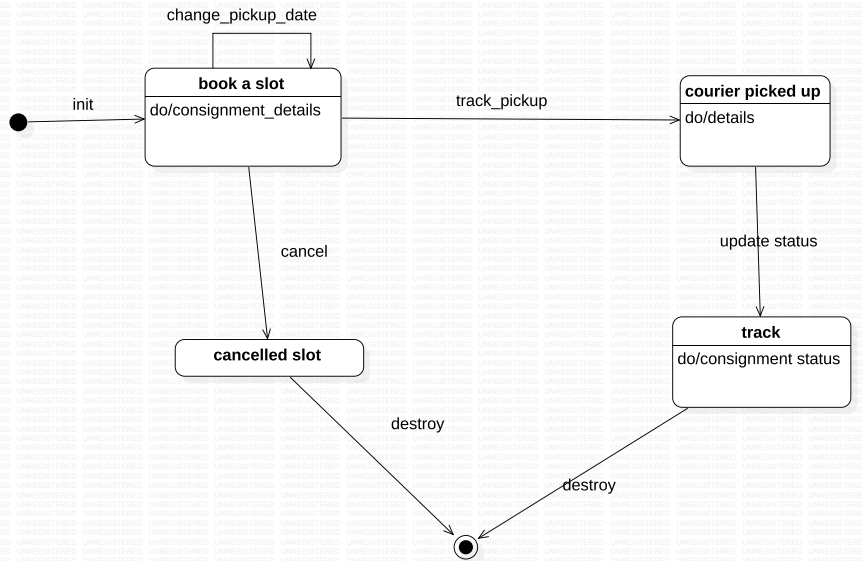 change_pickup_date
book a slot
do/consignment_details
init
track_pickup
courier picked up
do/details
cancel
update status
cancelled slot
track
do/consignment status
destroy
destroy
UNREGISTERED